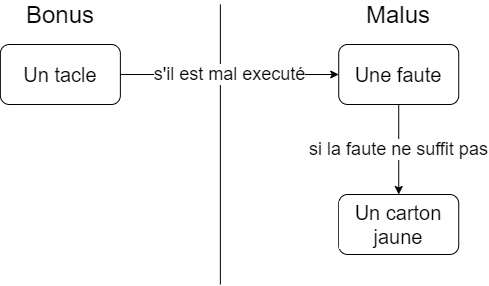 Bonus
Malus
Un tacle
s'il est mal executé
Une faute
si la faute ne suffit pas
Un carton
jaune